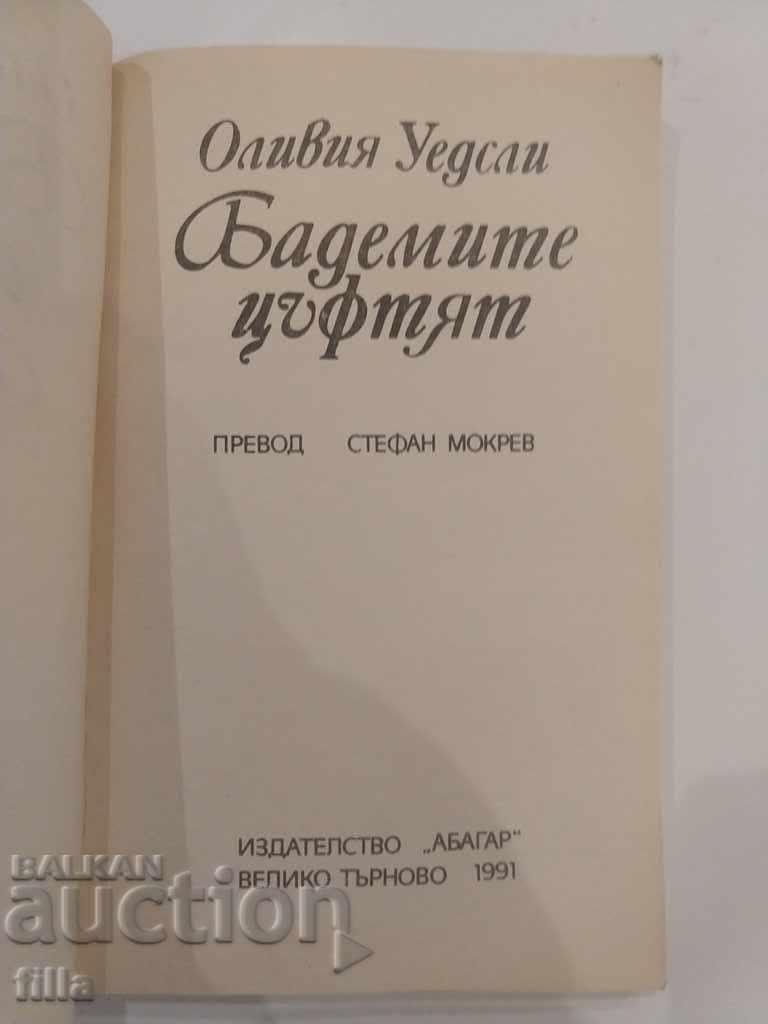 Оливия Уедсли
Бадемите
цъфтят
ПРЕВОД СТЕФАН МОКРЕВ
ИЗДАТЕЛСТВО „АБАГАР"
ВЕЛИКО ТЪРНОВО 1991
BALKAN
auction
filla